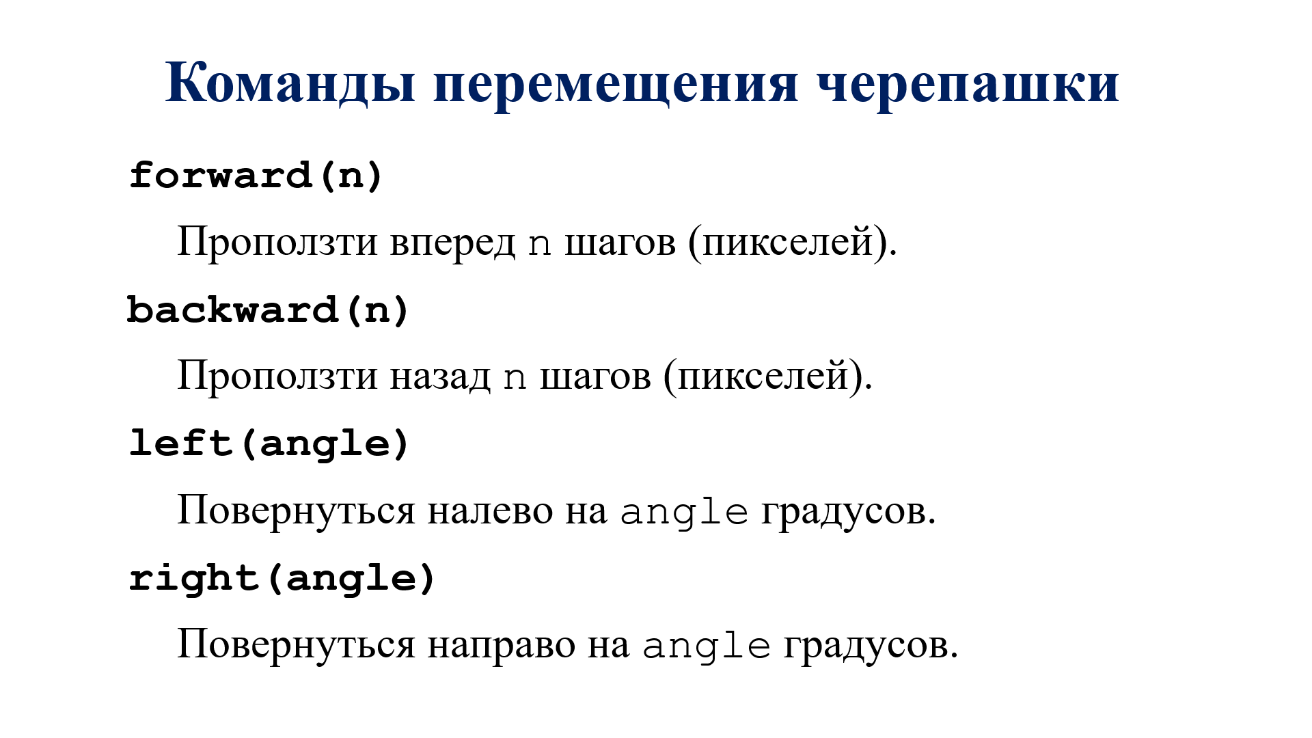 Команды перемещения черепашки
forward(n)
Проползти вперед n шагов (пикселей).
backward(n)
Проползти назад n шагов (пикселей).
left(angle)
Повернуться налево на angle градусов.
right(angle)
Повернуться направо на angle градусов.